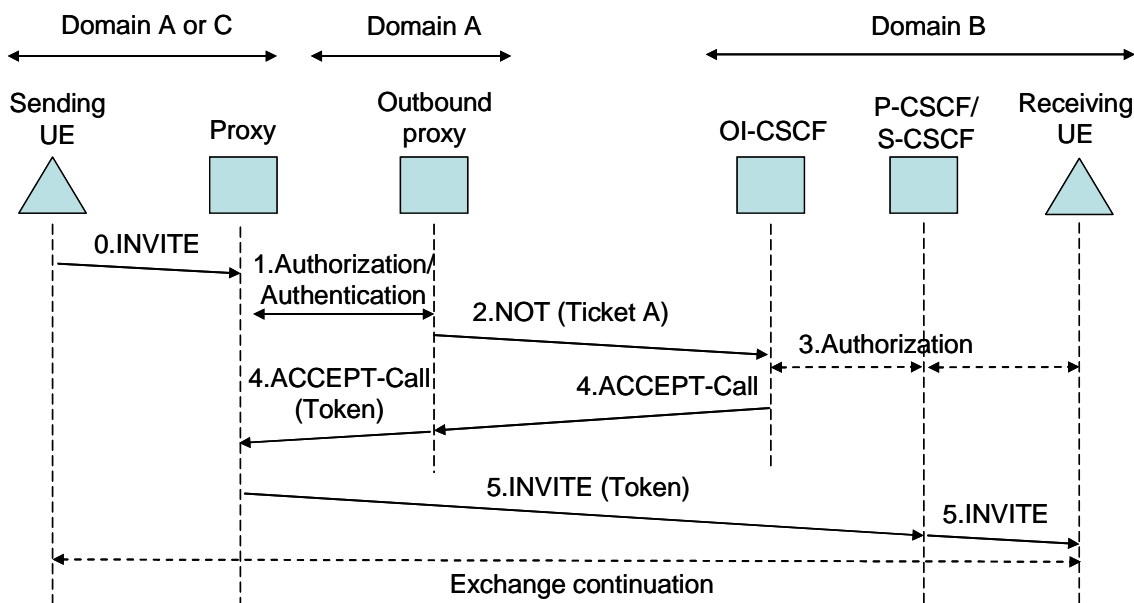 Domain A or C
Domain A
Domain B
Sending
UE
Proxy
Outbound
proxy
OI-CSCF
P-CSCF/
S-CSCF
Receiving
UE
0.INVITE
1.Authorization/
Authentication
2.NOT (Ticket A)
3.Authorization
4.ACCEPT-Call
(Token)
4.ACCEPT-Call
5.INVITE (Token)
5.INVITE
Exchange continuation